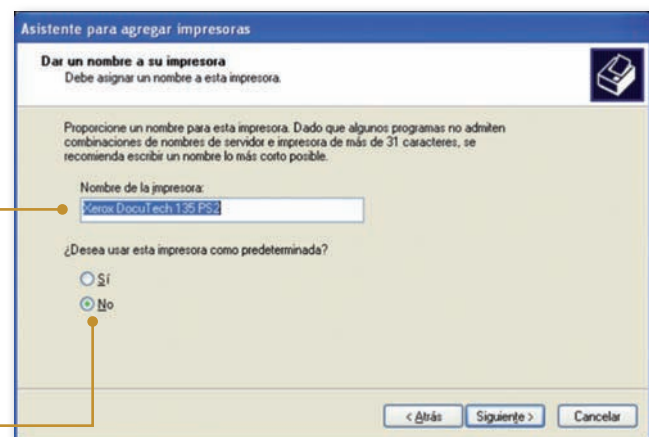 Asistente para agregar impresoras
Dar un nombre a su impresora
Debe asignar un nombre a esta impresora.
Proporcione un nombre para esta impresora. Dado que algunos programas no admiten
combinaciones de nombres de servidor e impresora de más de 31 caracteres, se
recomienda escribir un nombre lo más corto posible.
Nombre de la impresora:
Xerox DocuTech 135 PS2
¿Desea usar esta impresora como predeterminada?
Sí
No
< Atrás
Siguiente >
Cancelar